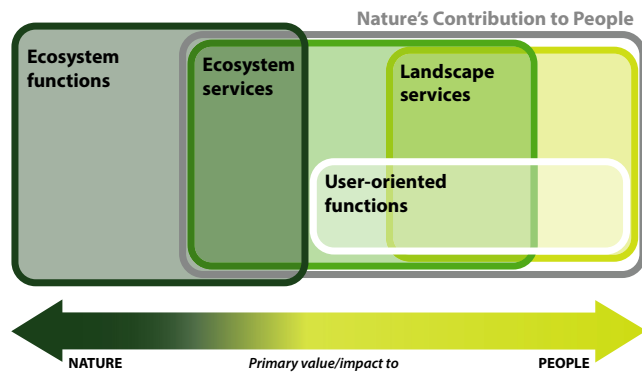 Nature’s Contribution to People
Ecosystem
functions
Ecosystem
services
Landscape
services
User-oriented
functions
NATURE
Primary value/impact to
PEOPLE